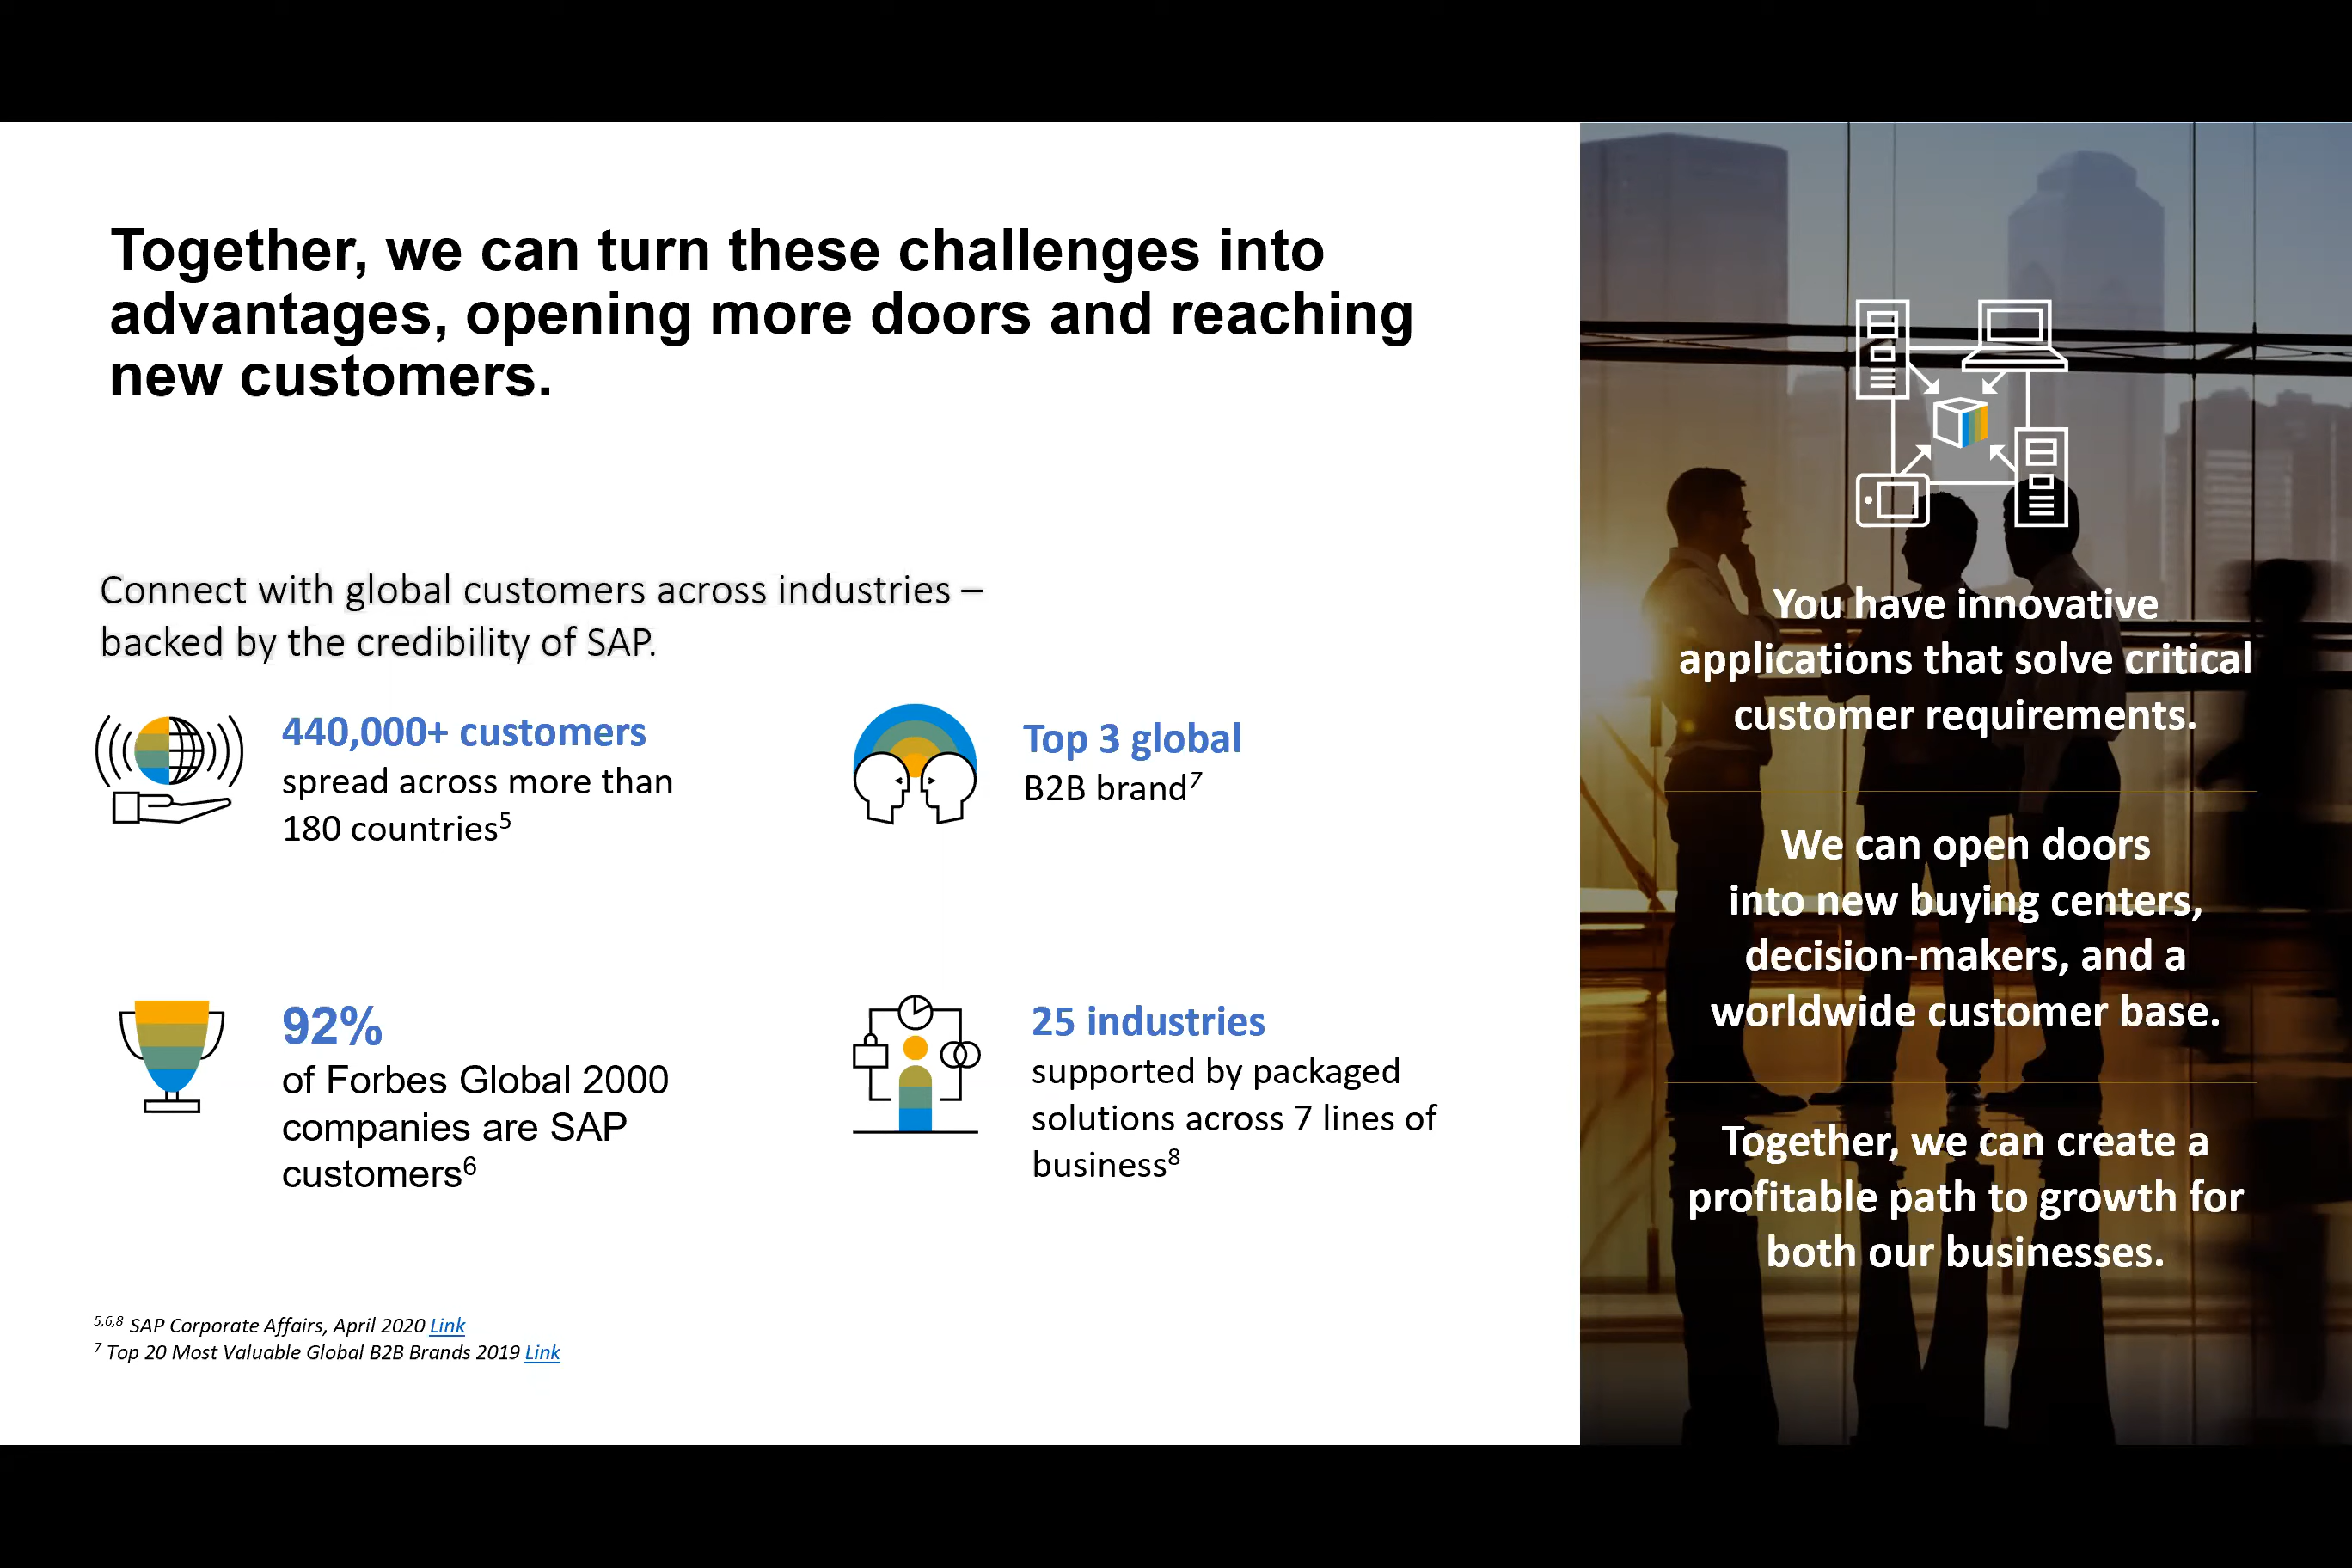 Together, we can turn these challenges into
advantages, opening more doors and reaching
new customers.
Connect with global customers across industries –
backed by the credibility of SAP.
440,000+ customers
spread across more than
180 countries⁵
Top 3 global
B2B brand⁷
92%
of Forbes Global 2000
companies are SAP
customers⁶
25 industries
supported by packaged
solutions across 7 lines of
business⁸
⁵,⁶,⁸ SAP Corporate Affairs, April 2020 Link
⁷ Top 20 Most Valuable Global B2B Brands 2019 Link
You have innovative
applications that solve critical
customer requirements.
We can open doors
into new buying centers,
decision-makers, and a
worldwide customer base.
Together, we can create a
profitable path to growth for
both our businesses.